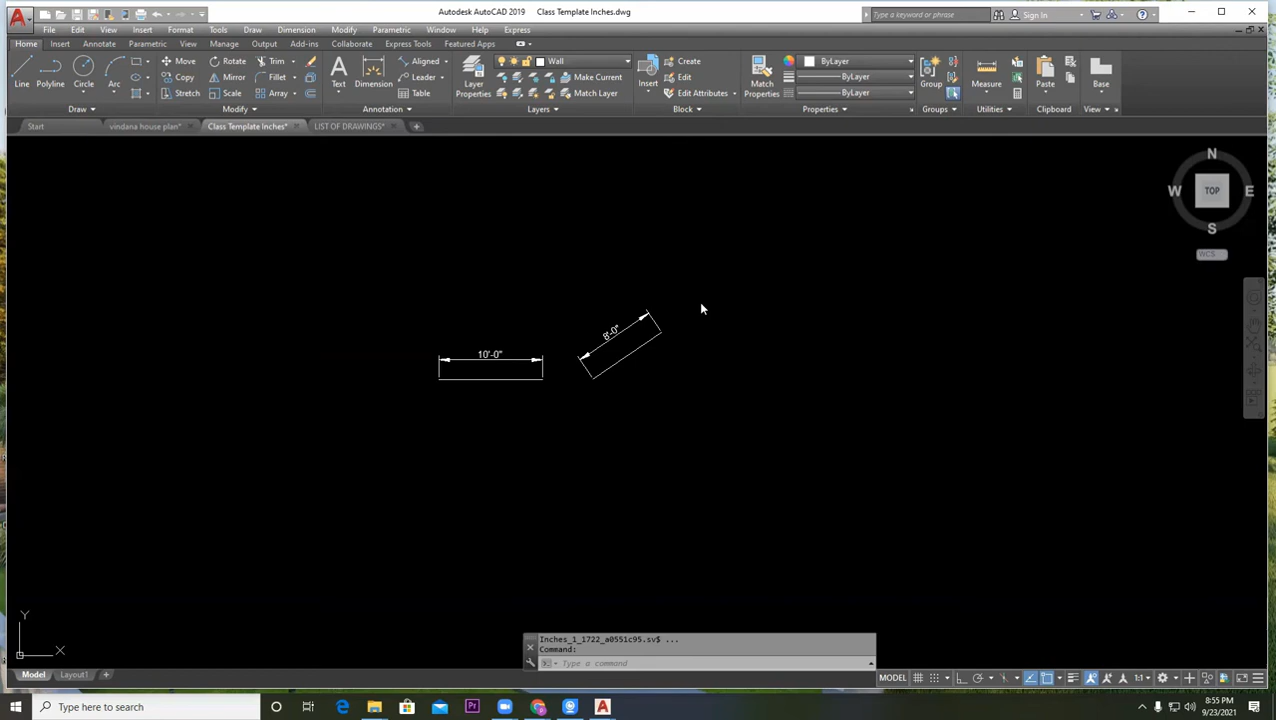 Autodesk AutoCAD 2019 Class Template Inches.dwg
Type a keyword or phrase
Sign In
File Edit View Insert Format Tools Draw Dimension Modify Parametric Window Help Express
Home Insert Annotate Parametric View Manage Output Add-ins Collaborate Express Tools Featured Apps
Line
Polyline
Circle
Arc
Move
Copy
Stretch
Rotate
Mirror
Scale
Trim
Fillet
Array
Text
Dimension
Aligned
Leader
Table
Layer
Properties
Wall
Make Current
Match Layer
Insert
Create
Edit
Edit Attributes
Match
Properties
ByLayer
ByLayer
ByLayer
Group
Measure
Paste
Base
Draw
Modify
Annotation
Layers
Block
Properties
Groups
Utilities
Clipboard
View
Start
vindana house plan*
Class Template Inches*
LIST OF DRAWINGS*
N
W
TOP
E
S
WCS
10'-0"
8'-0"
Y
X
Inches_1_1722_a0551c95.sv$ ...
Command:
Type a command
Model
Layout1
MODEL
1:1
Type here to search
8:55 PM
9/23/2021